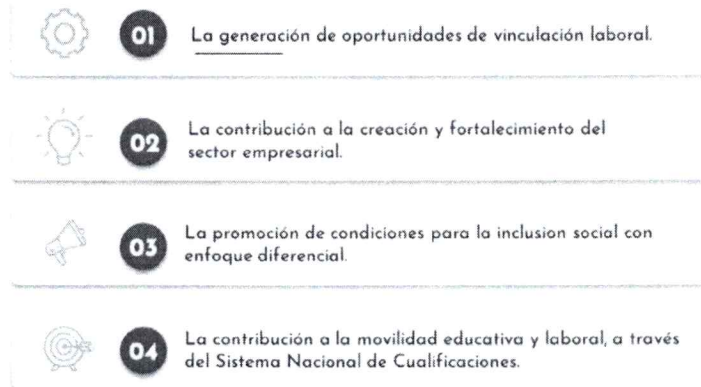 01 La generación de oportunidades de vinculación laboral.
02 La contribución a la creación y fortalecimiento del
sector empresarial.
03 La promoción de condiciones para la inclusion social con
enfoque diferencial.
04 La contribución a la movilidad educativa y laboral, a través
del Sistema Nacional de Cualificaciones.